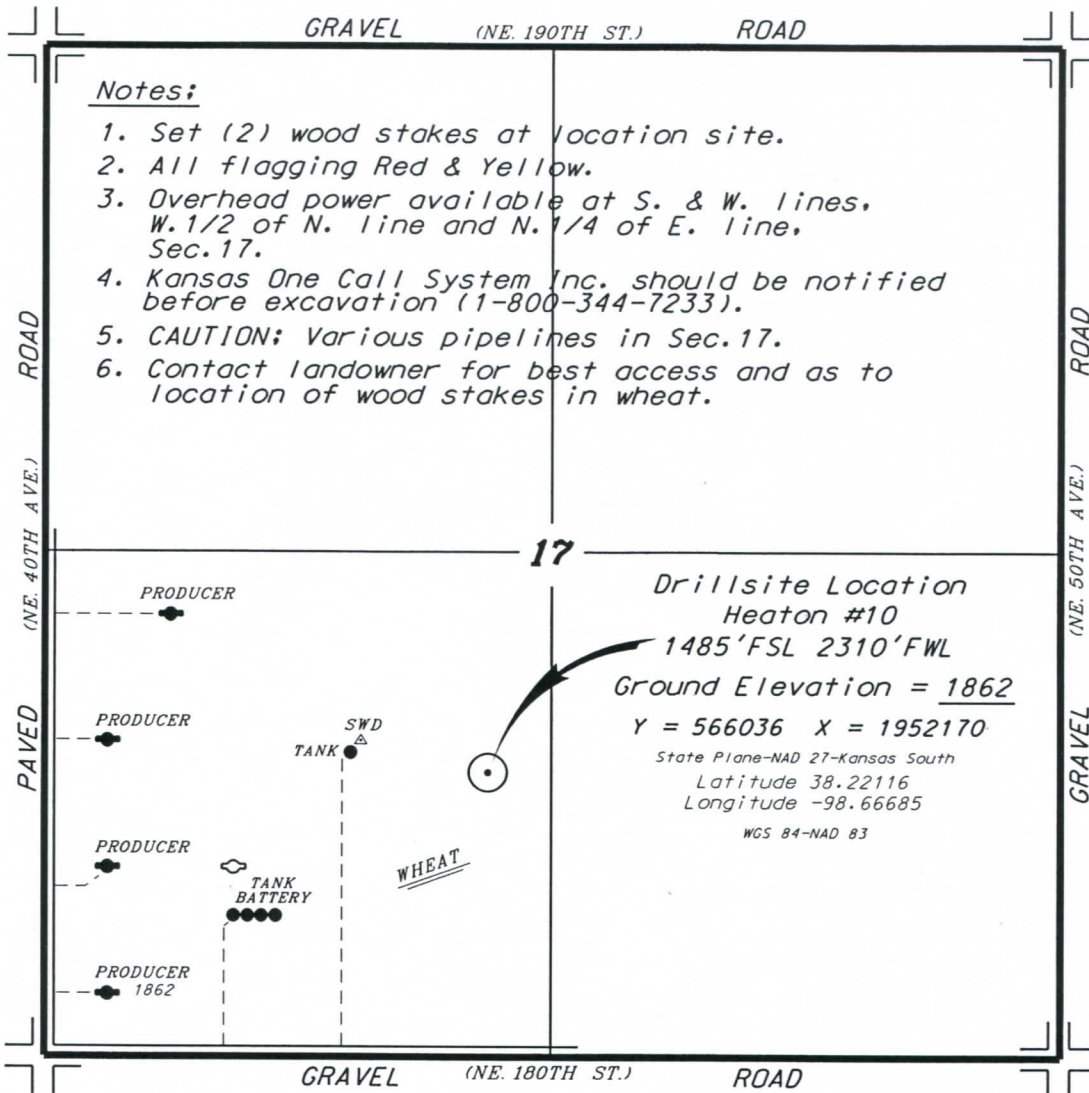 GRAVEL (NE. 190TH ST.) ROAD
Notes:
1. Set (2) wood stakes at location site.
2. All flagging Red & Yellow.
3. Overhead power available at S. & W. lines,
W.1/2 of N. line and N.1/4 of E. line,
Sec.17.
4. Kansas One Call System Inc. should be notified
before excavation (1-800-344-7233).
5. CAUTION: Various pipelines in Sec.17.
6. Contact landowner for best access and as to
location of wood stakes in wheat.
PAVED (NE. 40TH AVE.) ROAD
GRAVEL (NE. 50TH AVE.) ROAD
17
Drillsite Location
Heaton #10
1485'FSL 2310'FWL
Ground Elevation = 1862
Y = 566036 X = 1952170
State Plane-NAD 27-Kansas South
Latitude 38.22116
Longitude -98.66685
WGS 84-NAD 83
PRODUCER
PRODUCER
SWD
TANK
PRODUCER
TANK
BATTERY
WHEAT
PRODUCER
1862
GRAVEL (NE. 180TH ST.) ROAD